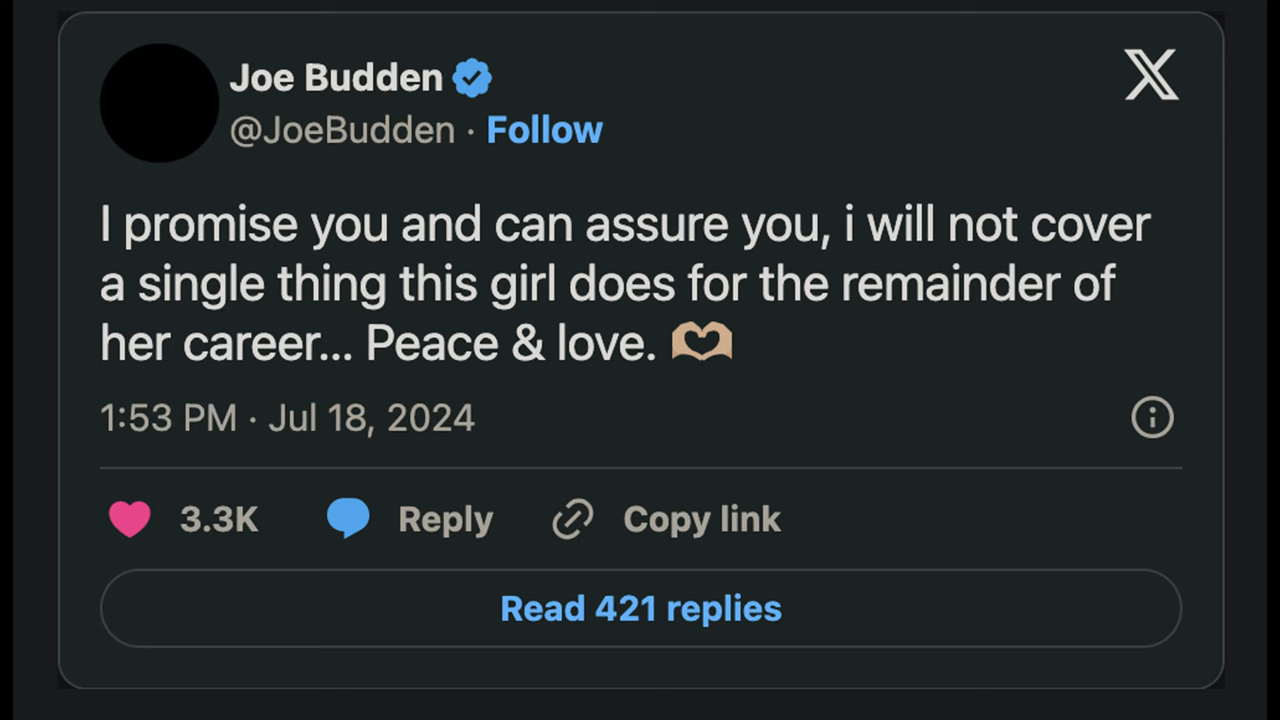 Joe Budden
@JoeBudden · Follow
I promise you and can assure you, i will not cover
a single thing this girl does for the remainder of
her career... Peace & love. 🫶🏼
1:53 PM · Jul 18, 2024
3.3K Reply Copy link
Read 421 replies